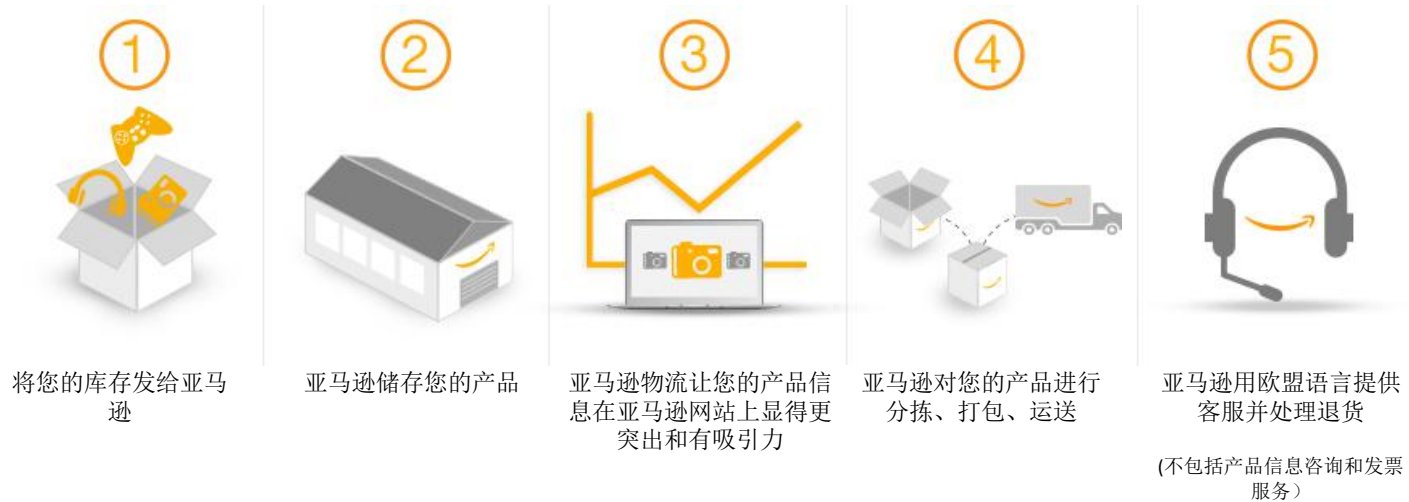 1
2
3
4
5
将您的库存发给亚马
逊
亚马逊储存您的产品
亚马逊物流让您的产品信
息在亚马逊网站上显得更
突出和有吸引力
亚马逊对您的产品进行
分拣、打包、运送
亚马逊用欧盟语言提供
客服并处理退货
(不包括产品信息咨询和发票
服务）